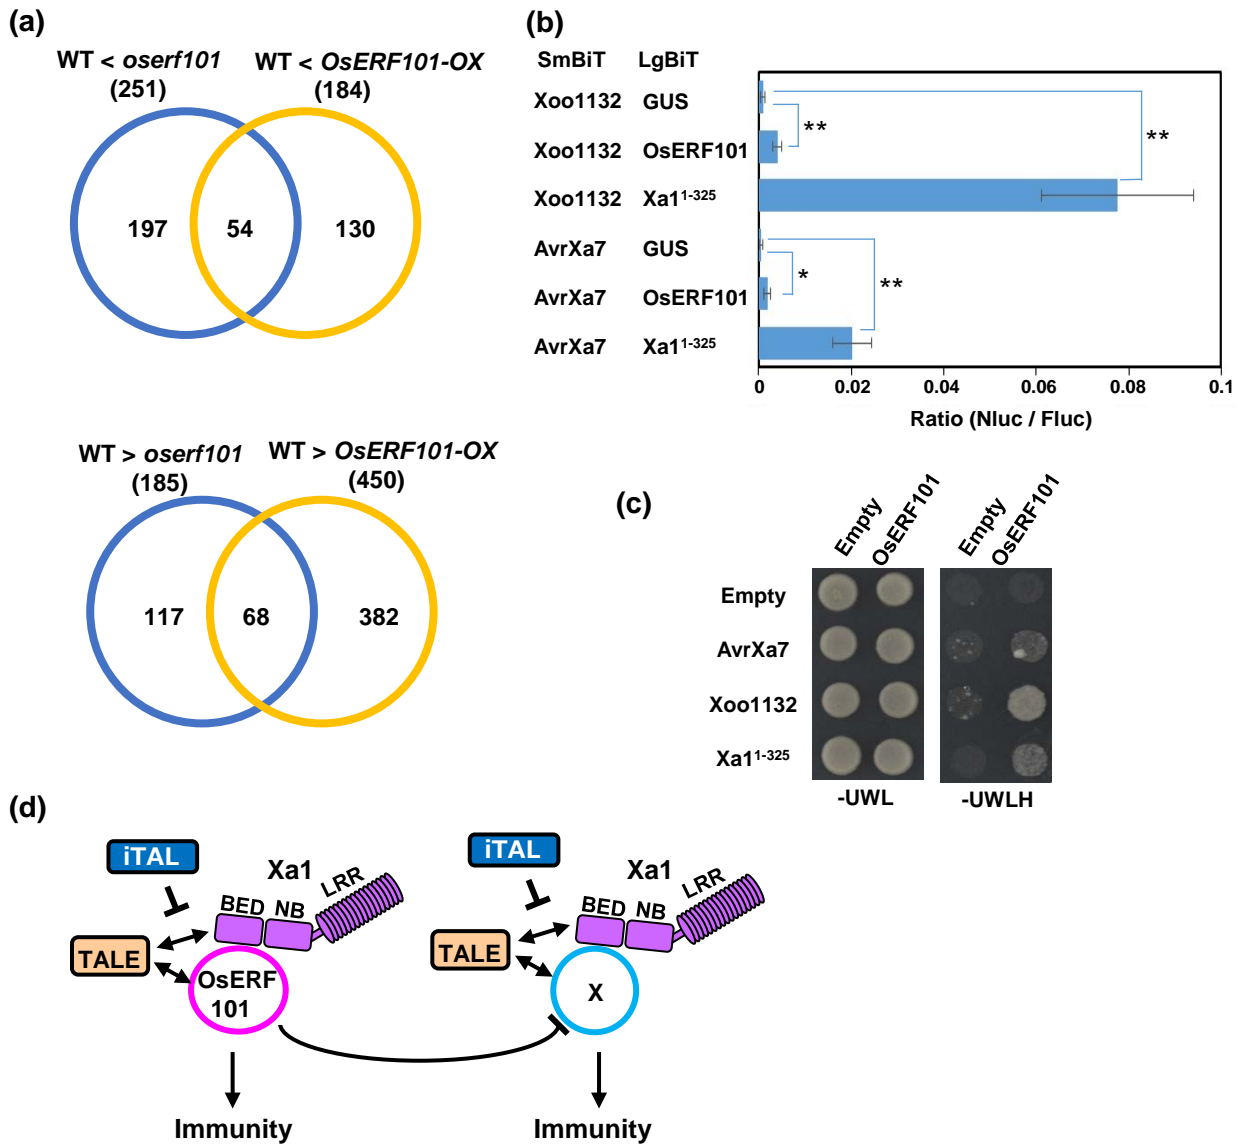 (a)
WT < oserf101
(251)
WT < OsERF101-OX
(184)
197
54
130
WT > oserf101
(185)
WT > OsERF101-OX
(450)
117
68
382
(b)
SmBiT LgBiT
Xoo1132 GUS
Xoo1132 OsERF101
Xoo1132 Xa1¹⁻³²⁵
AvrXa7 GUS
AvrXa7 OsERF101
AvrXa7 Xa1¹⁻³²⁵
**
**
*
**
0 0.02 0.04 0.06 0.08 0.1
Ratio (Nluc / Fluc)
(c)
Empty
OsERF101
Empty
OsERF101
Empty
AvrXa7
Xoo1132
Xa1¹⁻³²⁵
-UWL
-UWLH
(d)
iTAL
Xa1
BED
NB
LRR
TALE
OsERF
101
Immunity
iTAL
Xa1
BED
NB
LRR
TALE
X
Immunity